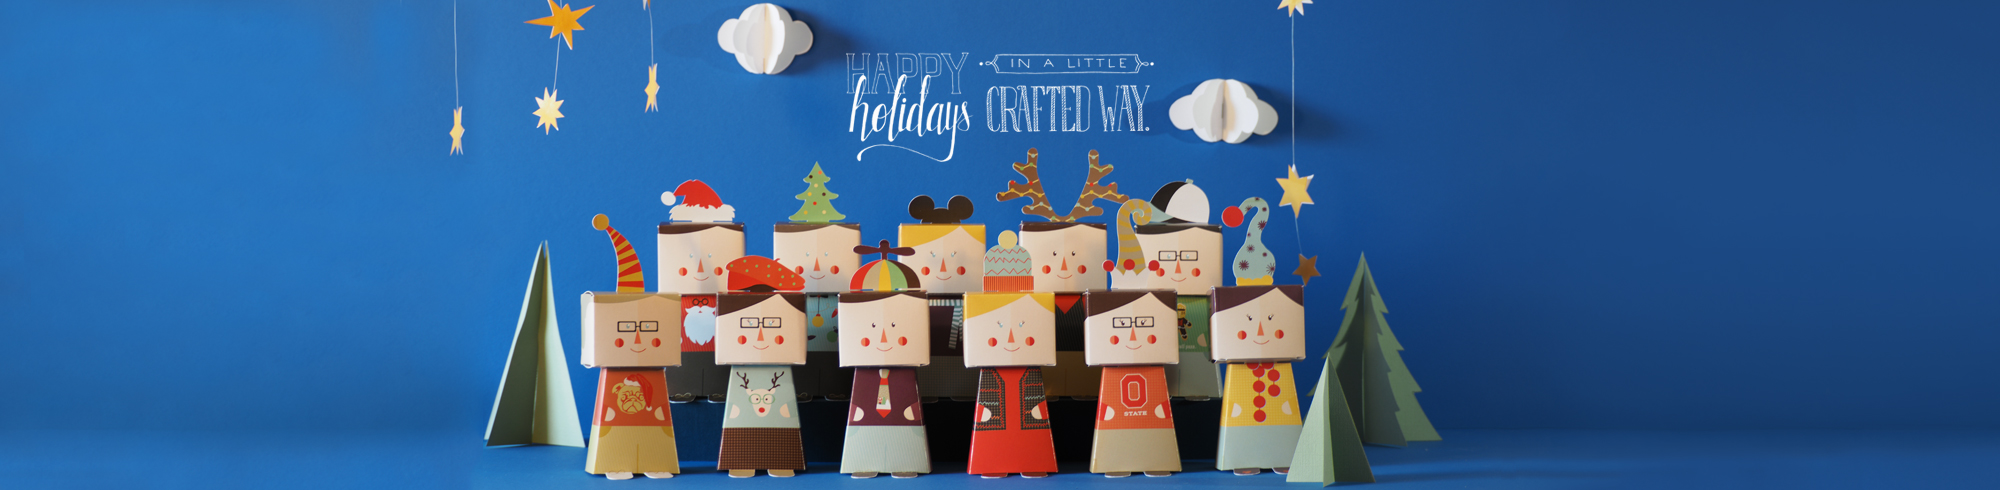 HAPPY
holidays
IN A LITTLE
CRAFTED WAY.
O
STATE